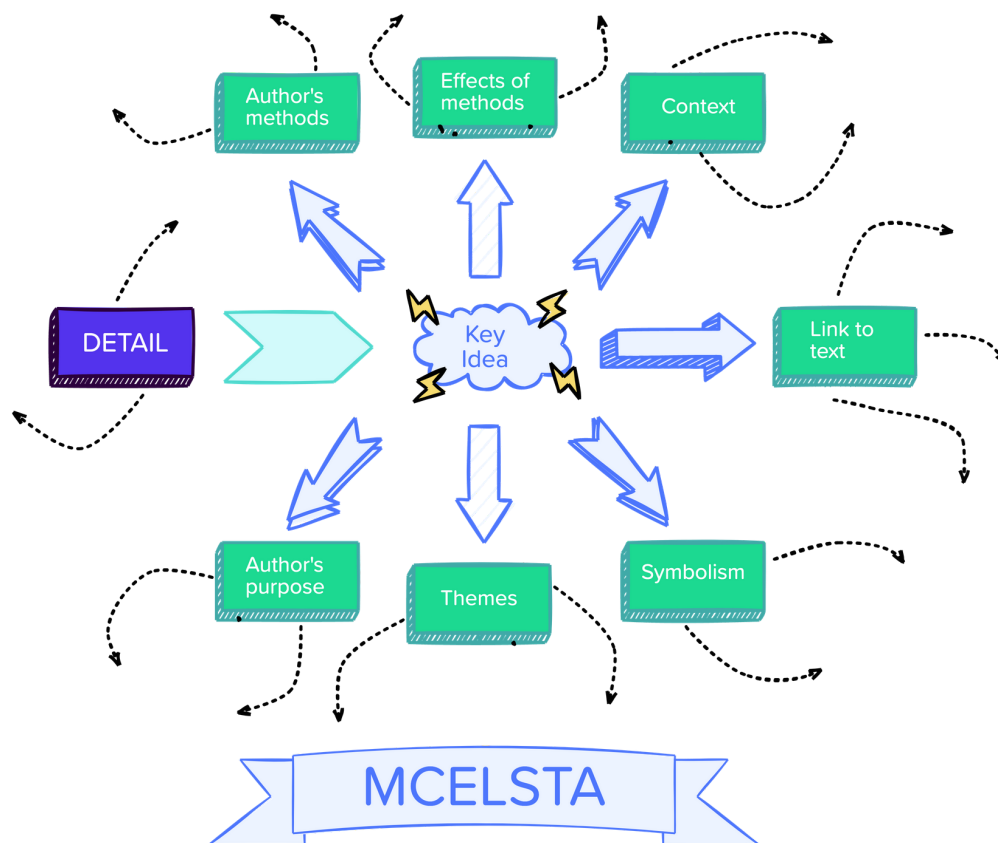 Author's
methods
Effects of
methods
Context
DETAIL
Key
Idea
Link to
text
Author's
purpose
Themes
Symbolism
MCELSTA